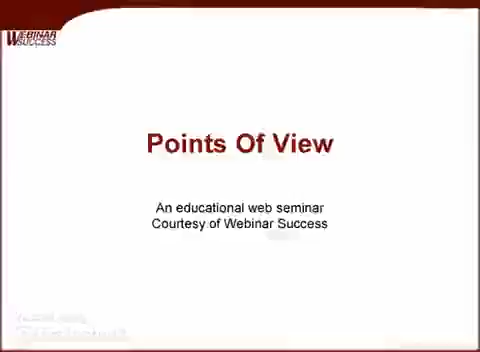 WEBINAR
SUCCESS
Points Of View
An educational web seminar
Courtesy of Webinar Success